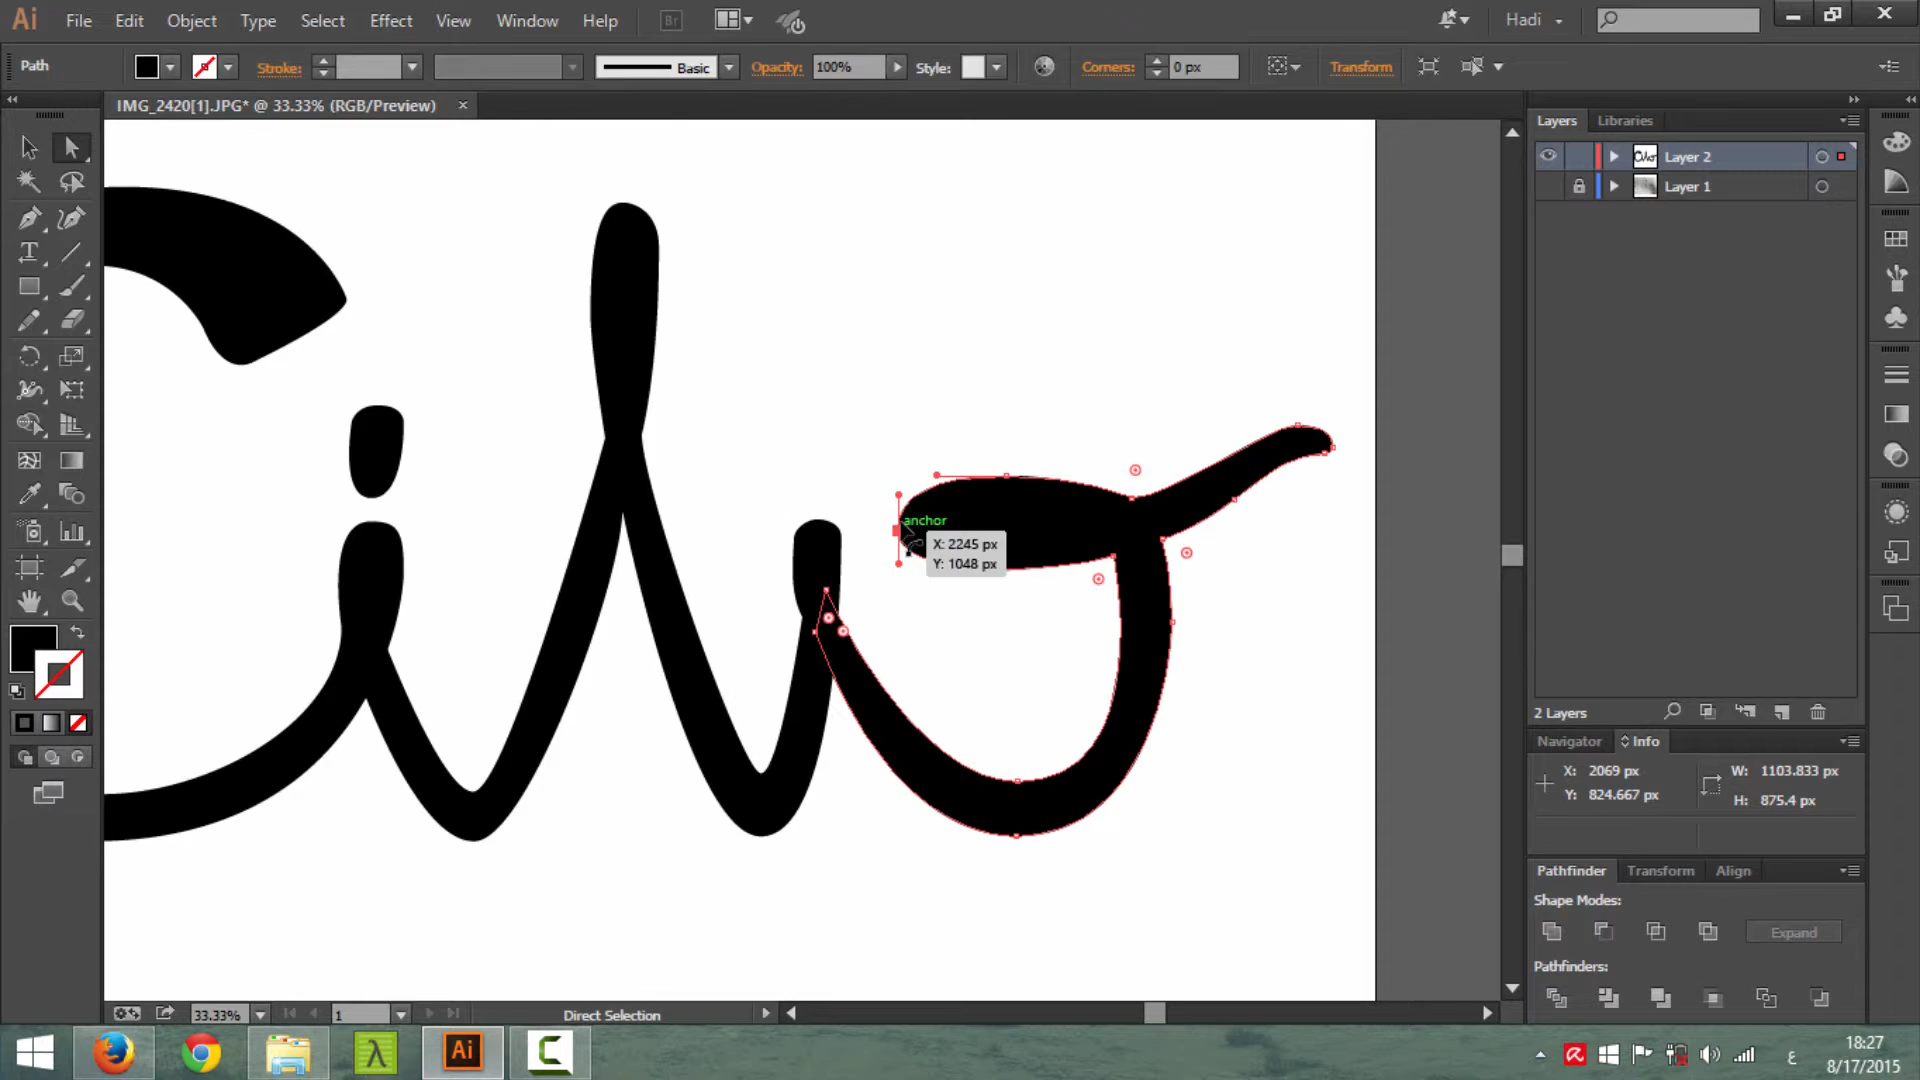 Ai File Edit Object Type Select Effect View Window Help Br Hadi
Path Stroke: Basic Opacity: 100% Style: Corners: 0 px Transform
IMG_2420[1].JPG* @ 33.33% (RGB/Preview)
Layers Libraries
Layer 2
Layer 1
anchor
X: 2245 px
Y: 1048 px
2 Layers
Navigator Info
X: 2069 px W: 1103.833 px
Y: 824.667 px H: 875.4 px
Pathfinder Transform Align
Shape Modes:
Expand
Pathfinders:
33.33% 1 Direct Selection
Ai
ع
18:27
8/17/2015